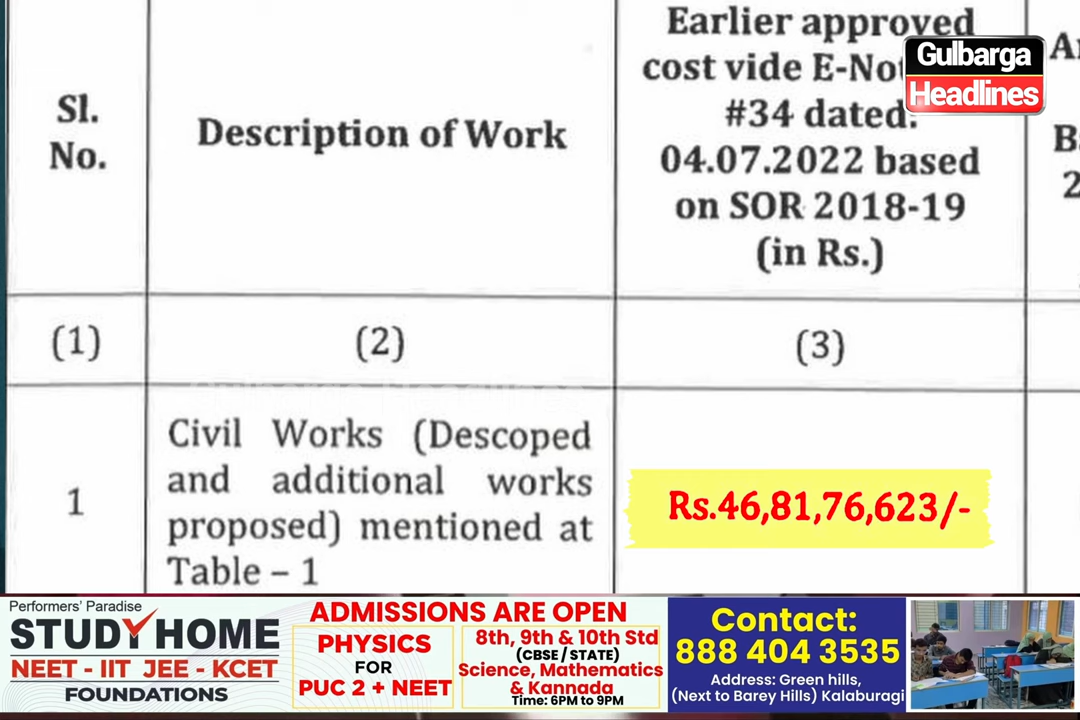 Sl.
No.
Description of Work
Earlier approved
cost vide E-No
#34 dated:
04.07.2022 based
on SOR 2018-19
(in Rs.)
Gulbarga
Headlines
(1)
(2)
(3)
1
Civil Works (Descoped
and additional works
proposed) mentioned at
Table – 1
Rs.46,81,76,623/-
Performers' Paradise
STUDY HOME
NEET - IIT JEE - KCET
FOUNDATIONS
ADMISSIONS ARE OPEN
PHYSICS
FOR
PUC 2 + NEET
8th, 9th & 10th Std
(CBSE / STATE)
Science, Mathematics
& Kannada
Time: 6PM to 9PM
Contact:
888 404 3535
Address: Green hills,
(Next to Barey Hills) Kalaburagi